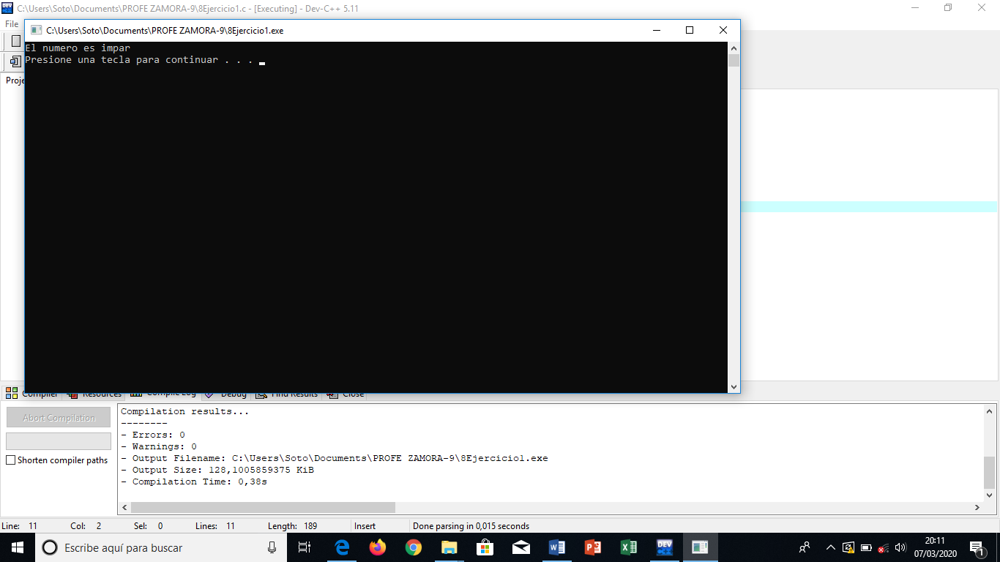 C:\Users\Soto\Documents\PROFE ZAMORA-9\8Ejercicio1.c - [Executing] - Dev-C++ 5.11
File
C:\Users\Soto\Documents\PROFE ZAMORA-9\8Ejercicio1.exe
El numero es impar
Presione una tecla para continuar . . .
Proje
Compiler Resources Compile Log Debug Find Results Close
Abort Compilation
Shorten compiler paths
Compilation results...
--------
- Errors: 0
- Warnings: 0
- Output Filename: C:\Users\Soto\Documents\PROFE ZAMORA-9\8Ejercicio1.exe
- Output Size: 128,1005859375 KiB
- Compilation Time: 0,38s
Line: 11 Col: 2 Sel: 0 Lines: 11 Length: 189 Insert Done parsing in 0,015 seconds
Escribe aquí para buscar
DEV
20:11
07/03/2020
1